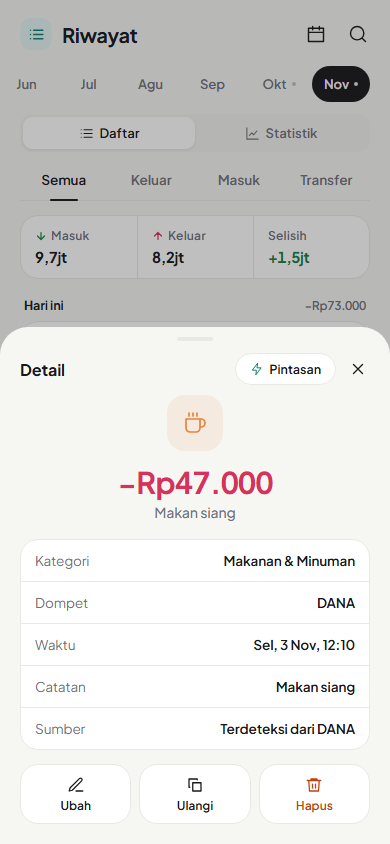 Riwayat
Jun Jul Agu Sep Okt Nov
Daftar Statistik
Semua Keluar Masuk Transfer
Masuk Keluar Selisih
9,7jt 8,2jt +1,5jt
Hari ini −Rp73.000
Detail Pintasan
−Rp47.000
Makan siang
Kategori Makanan & Minuman
Dompet DANA
Waktu Sel, 3 Nov, 12:10
Catatan Makan siang
Sumber Terdeteksi dari DANA
Ubah Ulangi Hapus